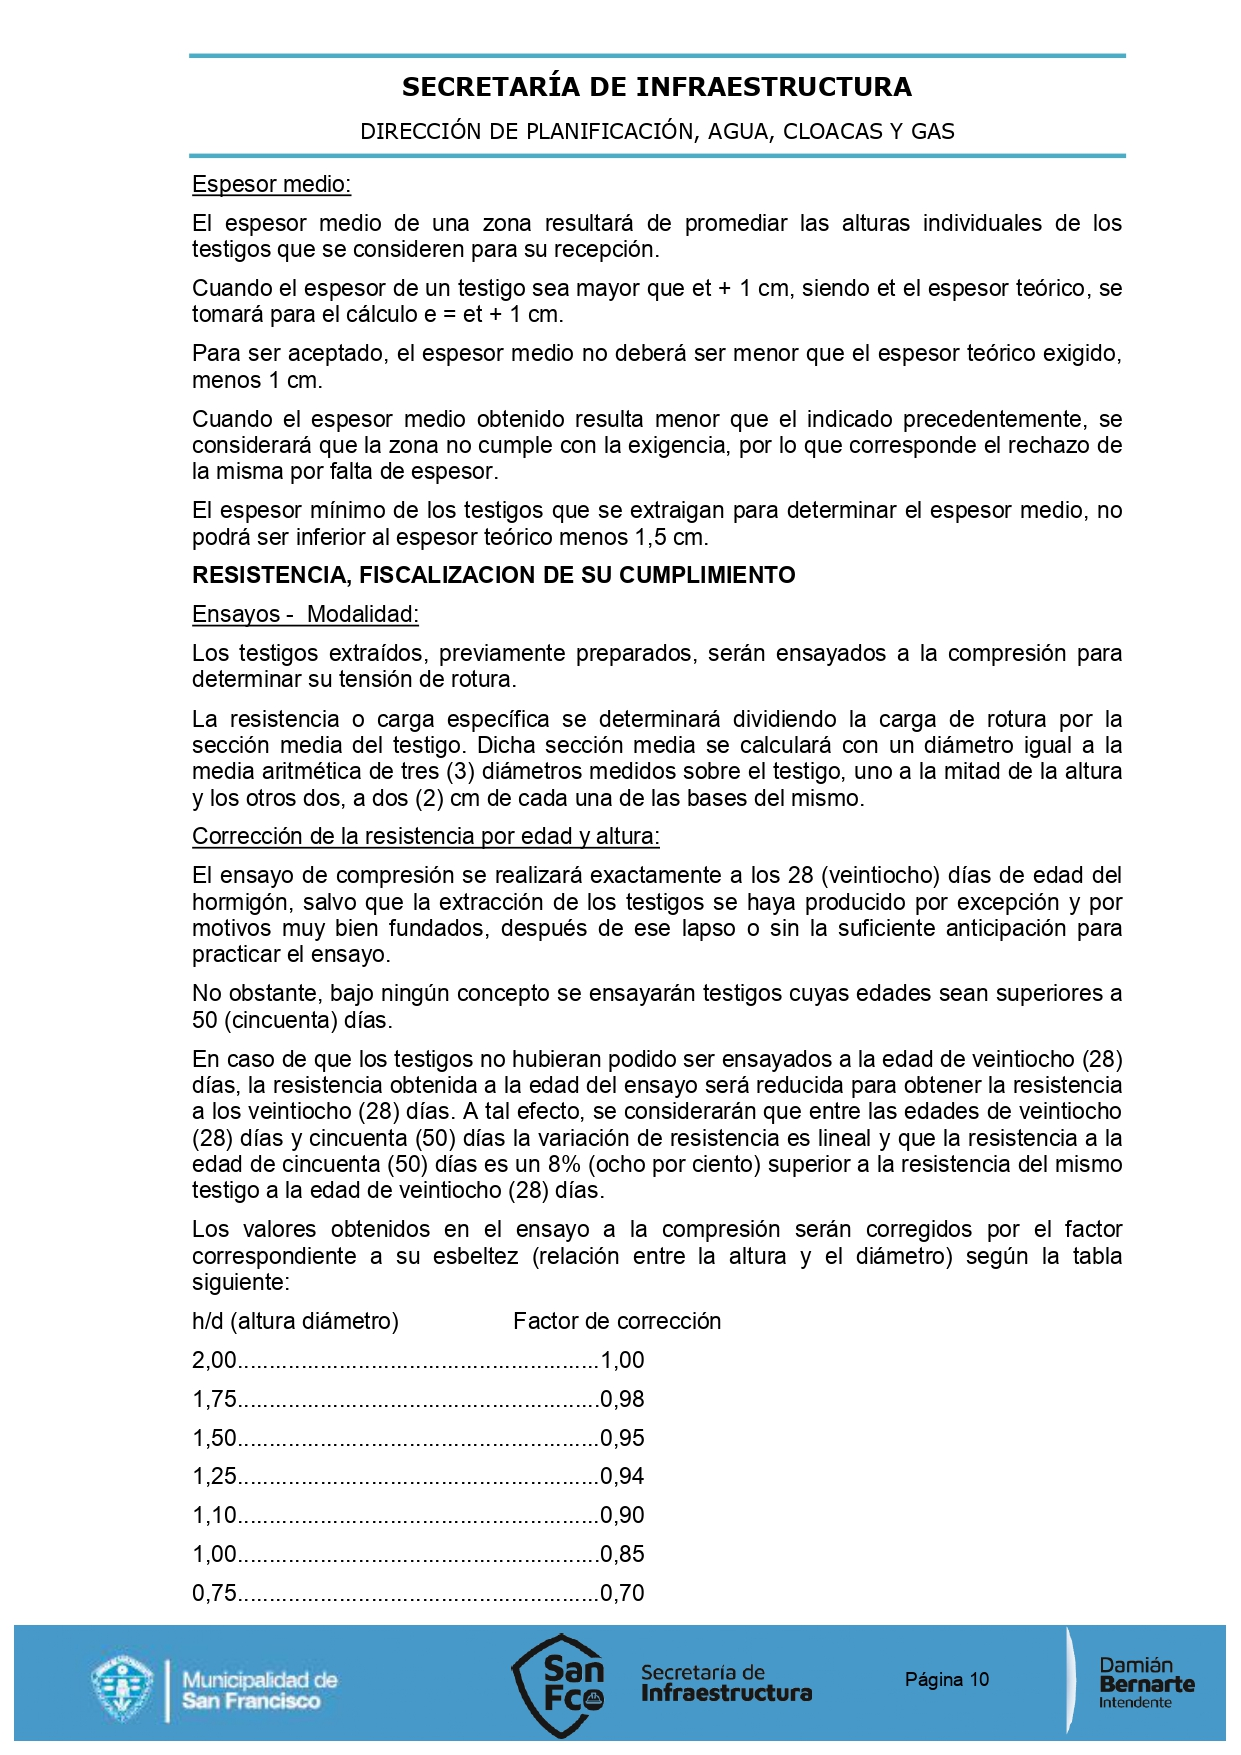 SECRETARÍA DE INFRAESTRUCTURA
DIRECCIÓN DE PLANIFICACIÓN, AGUA, CLOACAS Y GAS
Espesor medio:
El espesor medio de una zona resultará de promediar las alturas individuales de los
testigos que se consideren para su recepción.
Cuando el espesor de un testigo sea mayor que et + 1 cm, siendo et el espesor teórico, se
tomará para el cálculo e = et + 1 cm.
Para ser aceptado, el espesor medio no deberá ser menor que el espesor teórico exigido,
menos 1 cm.
Cuando el espesor medio obtenido resulta menor que el indicado precedentemente, se
considerará que la zona no cumple con la exigencia, por lo que corresponde el rechazo de
la misma por falta de espesor.
El espesor mínimo de los testigos que se extraigan para determinar el espesor medio, no
podrá ser inferior al espesor teórico menos 1,5 cm.
RESISTENCIA, FISCALIZACION DE SU CUMPLIMIENTO
Ensayos -  Modalidad:
Los testigos extraídos, previamente preparados, serán ensayados a la compresión para
determinar su tensión de rotura.
La resistencia o carga específica se determinará dividiendo la carga de rotura por la
sección media del testigo. Dicha sección media se calculará con un diámetro igual a la
media aritmética de tres (3) diámetros medidos sobre el testigo, uno a la mitad de la altura
y los otros dos, a dos (2) cm de cada una de las bases del mismo.
Corrección de la resistencia por edad y altura:
El ensayo de compresión se realizará exactamente a los 28 (veintiocho) días de edad del
hormigón, salvo que la extracción de los testigos se haya producido por excepción y por
motivos muy bien fundados, después de ese lapso o sin la suficiente anticipación para
practicar el ensayo.
No obstante, bajo ningún concepto se ensayarán testigos cuyas edades sean superiores a
50 (cincuenta) días.
En caso de que los testigos no hubieran podido ser ensayados a la edad de veintiocho (28)
días, la resistencia obtenida a la edad del ensayo será reducida para obtener la resistencia
a los veintiocho (28) días. A tal efecto, se considerarán que entre las edades de veintiocho
(28) días y cincuenta (50) días la variación de resistencia es lineal y que la resistencia a la
edad de cincuenta (50) días es un 8% (ocho por ciento) superior a la resistencia del mismo
testigo a la edad de veintiocho (28) días.
Los valores obtenidos en el ensayo a la compresión serán corregidos por el factor
correspondiente a su esbeltez (relación entre la altura y el diámetro) según la tabla
siguiente:
h/d (altura diámetro) Factor de corrección
2,00.........................................................1,00
1,75.........................................................0,98
1,50.........................................................0,95
1,25.........................................................0,94
1,10.........................................................0,90
1,00.........................................................0,85
0,75.........................................................0,70
Municipalidad de
San Francisco
San
Fco
Secretaría de
Infraestructura
Página 10
Damián
Bernarte
Intendente